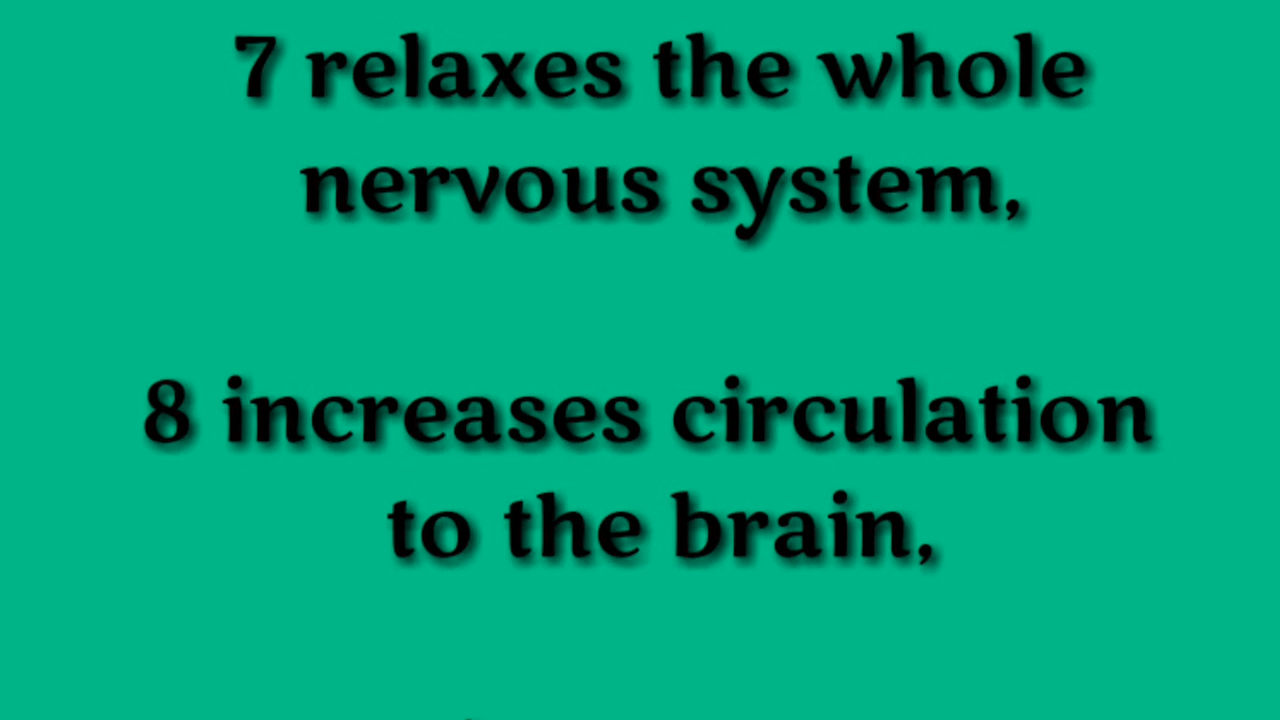 7 relaxes the whole
nervous system,
8 increases circulation
to the brain,